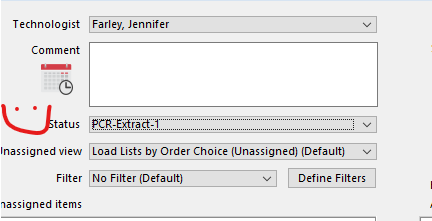 Technologist Farley, Jennifer
Comment
Status PCR-Extract-1
Unassigned view Load Lists by Order Choice (Unassigned) (Default)
Filter No Filter (Default) Define Filters
nassigned items